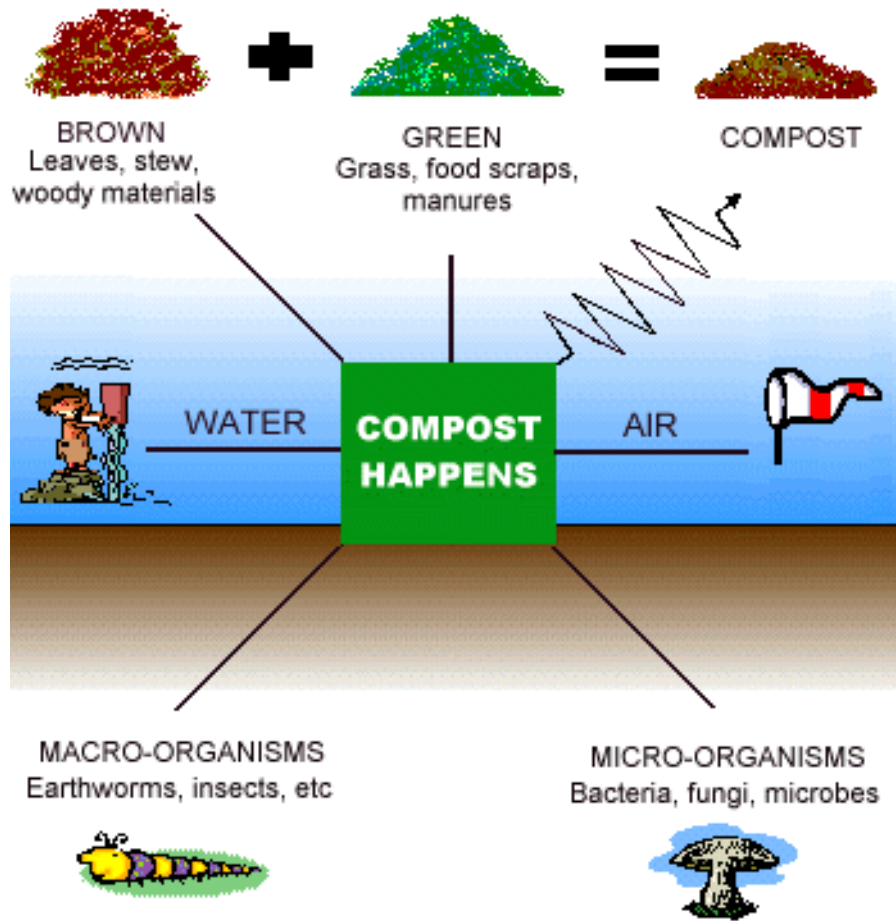 BROWN
Leaves, stew,
woody materials
GREEN
Grass, food scraps,
manures
COMPOST
WATER
COMPOST
HAPPENS
AIR
MACRO-ORGANISMS
Earthworms, insects, etc
MICRO-ORGANISMS
Bacteria, fungi, microbes